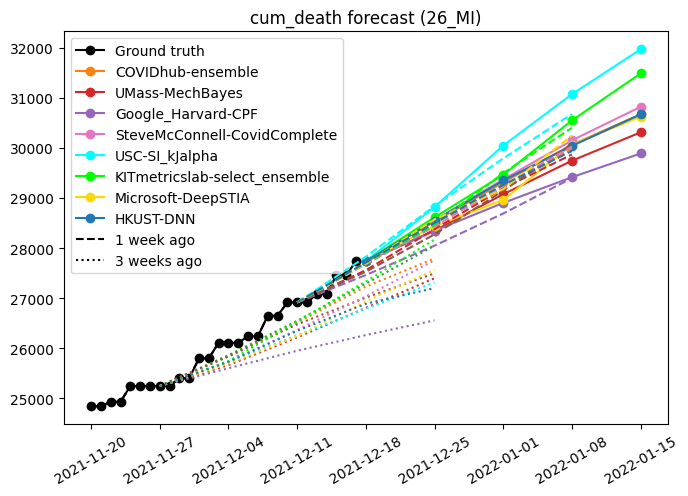 cum_death forecast (26_MI)
32000
31000
30000
29000
28000
27000
26000
25000
Ground truth
COVIDhub-ensemble
UMass-MechBayes
Google_Harvard-CPF
SteveMcConnell-CovidComplete
USC-SI_kJalpha
KITmetricslab-select_ensemble
Microsoft-DeepSTIA
HKUST-DNN
1 week ago
3 weeks ago
2021-11-20
2021-11-27
2021-12-04
2021-12-11
2021-12-18
2021-12-25
2022-01-01
2022-01-08
2022-01-15